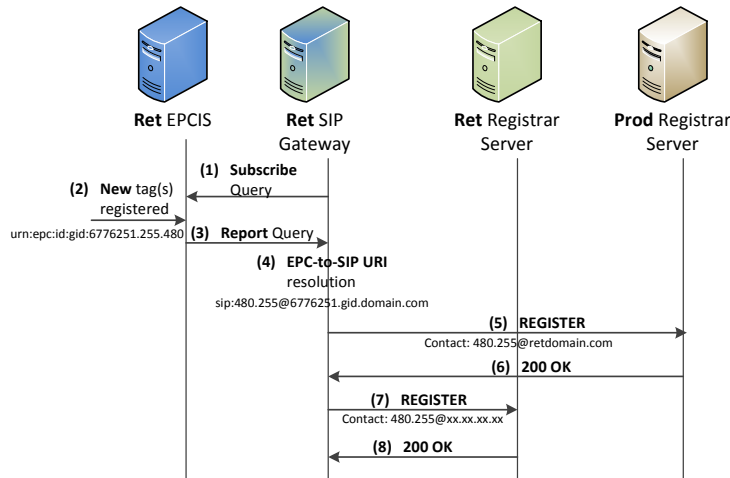 Ret EPCIS
Ret SIP
Gateway
Ret Registrar
Server
Prod Registrar
Server
(1) Subscribe
Query
(2) New tag(s)
registered
urn:epc:id:gid:6776251.255.480
(3) Report Query
(4) EPC-to-SIP URI
resolution
sip:480.255@6776251.gid.domain.com
(5) REGISTER
Contact: 480.255@retdomain.com
(6) 200 OK
(7) REGISTER
Contact: 480.255@xx.xx.xx.xx
(8) 200 OK